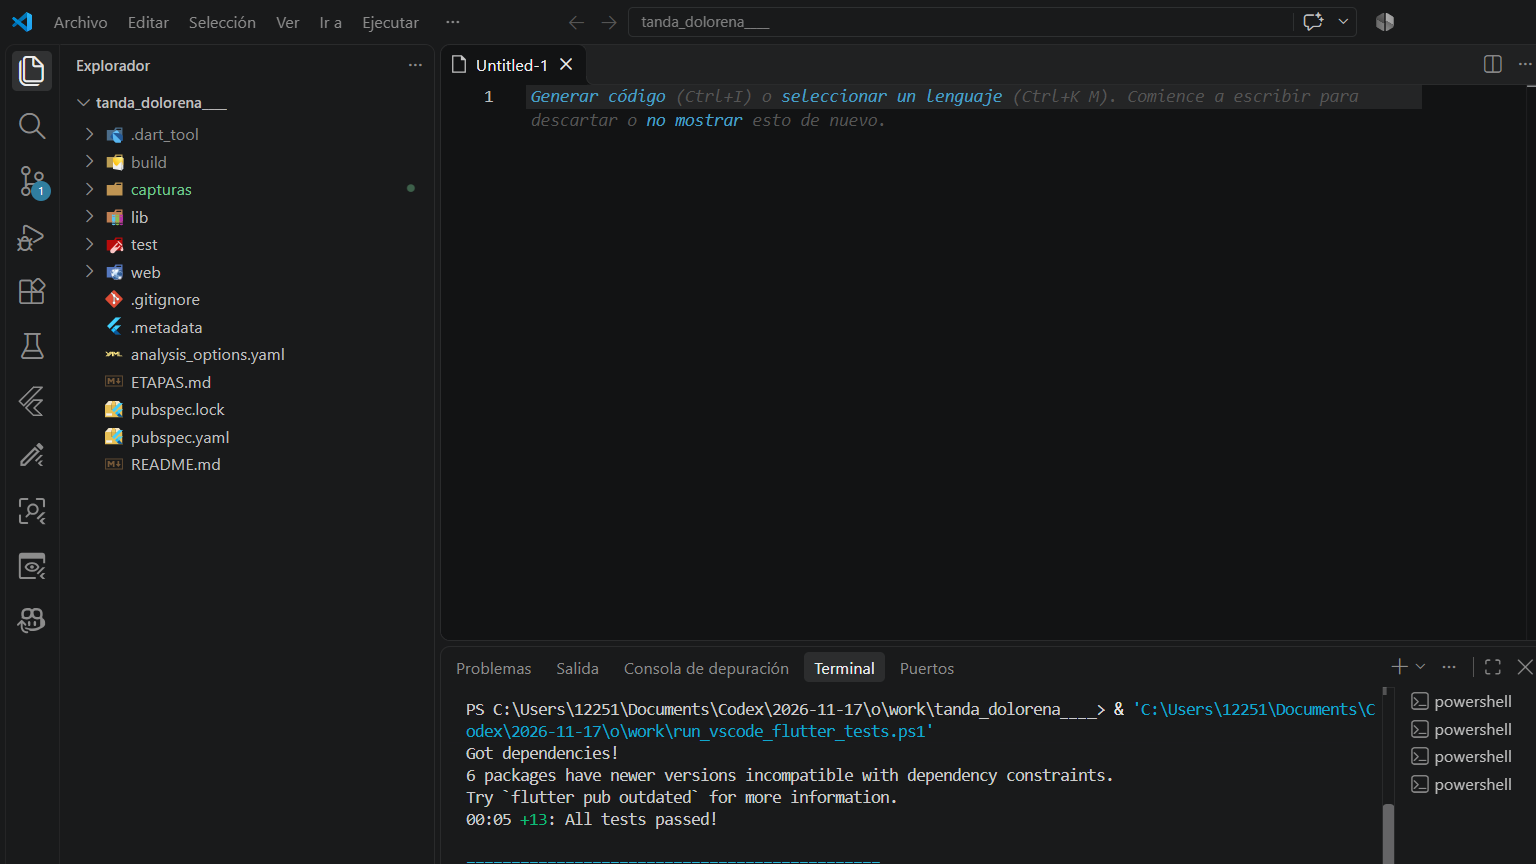 Archivo Editar Selección Ver Ir a Ejecutar ···
tanda_dolorena____
Explorador ···
tanda_dolorena____
.dart_tool
build
capturas
lib
test
web
.gitignore
.metadata
analysis_options.yaml
ETAPAS.md
pubspec.lock
pubspec.yaml
README.md
1
Untitled-1
1
Generar código (Ctrl+I) o seleccionar un lenguaje (Ctrl+K M). Comience a escribir para
descartar o no mostrar esto de nuevo.
Problemas Salida Consola de depuración Terminal Puertos
PS C:\Users\12251\Documents\Codex\2026-11-17\o\work\tanda_dolorena____> & 'C:\Users\12251\Documents\C
odex\2026-11-17\o\work\run_vscode_flutter_tests.ps1'
Got dependencies!
6 packages have newer versions incompatible with dependency constraints.
Try `flutter pub outdated` for more information.
00:05 +13: All tests passed!
powershell
powershell
powershell
powershell